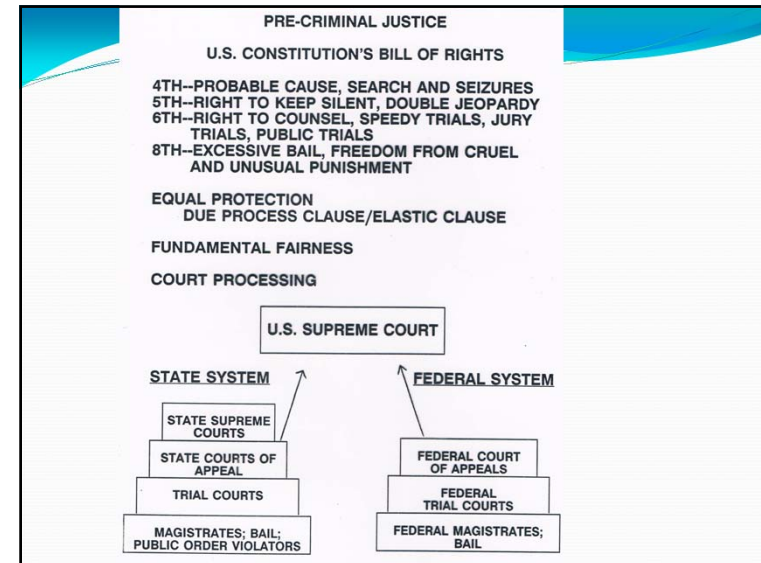 PRE-CRIMINAL JUSTICE
U.S. CONSTITUTION'S BILL OF RIGHTS
4TH--PROBABLE CAUSE, SEARCH AND SEIZURES
5TH--RIGHT TO KEEP SILENT, DOUBLE JEOPARDY
6TH--RIGHT TO COUNSEL, SPEEDY TRIALS, JURY
TRIALS, PUBLIC TRIALS
8TH--EXCESSIVE BAIL, FREEDOM FROM CRUEL
AND UNUSUAL PUNISHMENT
EQUAL PROTECTION
DUE PROCESS CLAUSE/ELASTIC CLAUSE
FUNDAMENTAL FAIRNESS
COURT PROCESSING
U.S. SUPREME COURT
STATE SYSTEM
STATE SUPREME
COURTS
STATE COURTS OF
APPEAL
TRIAL COURTS
MAGISTRATES; BAIL;
PUBLIC ORDER VIOLATORS
FEDERAL SYSTEM
FEDERAL COURT
OF APPEALS
FEDERAL
TRIAL COURTS
FEDERAL MAGISTRATES;
BAIL